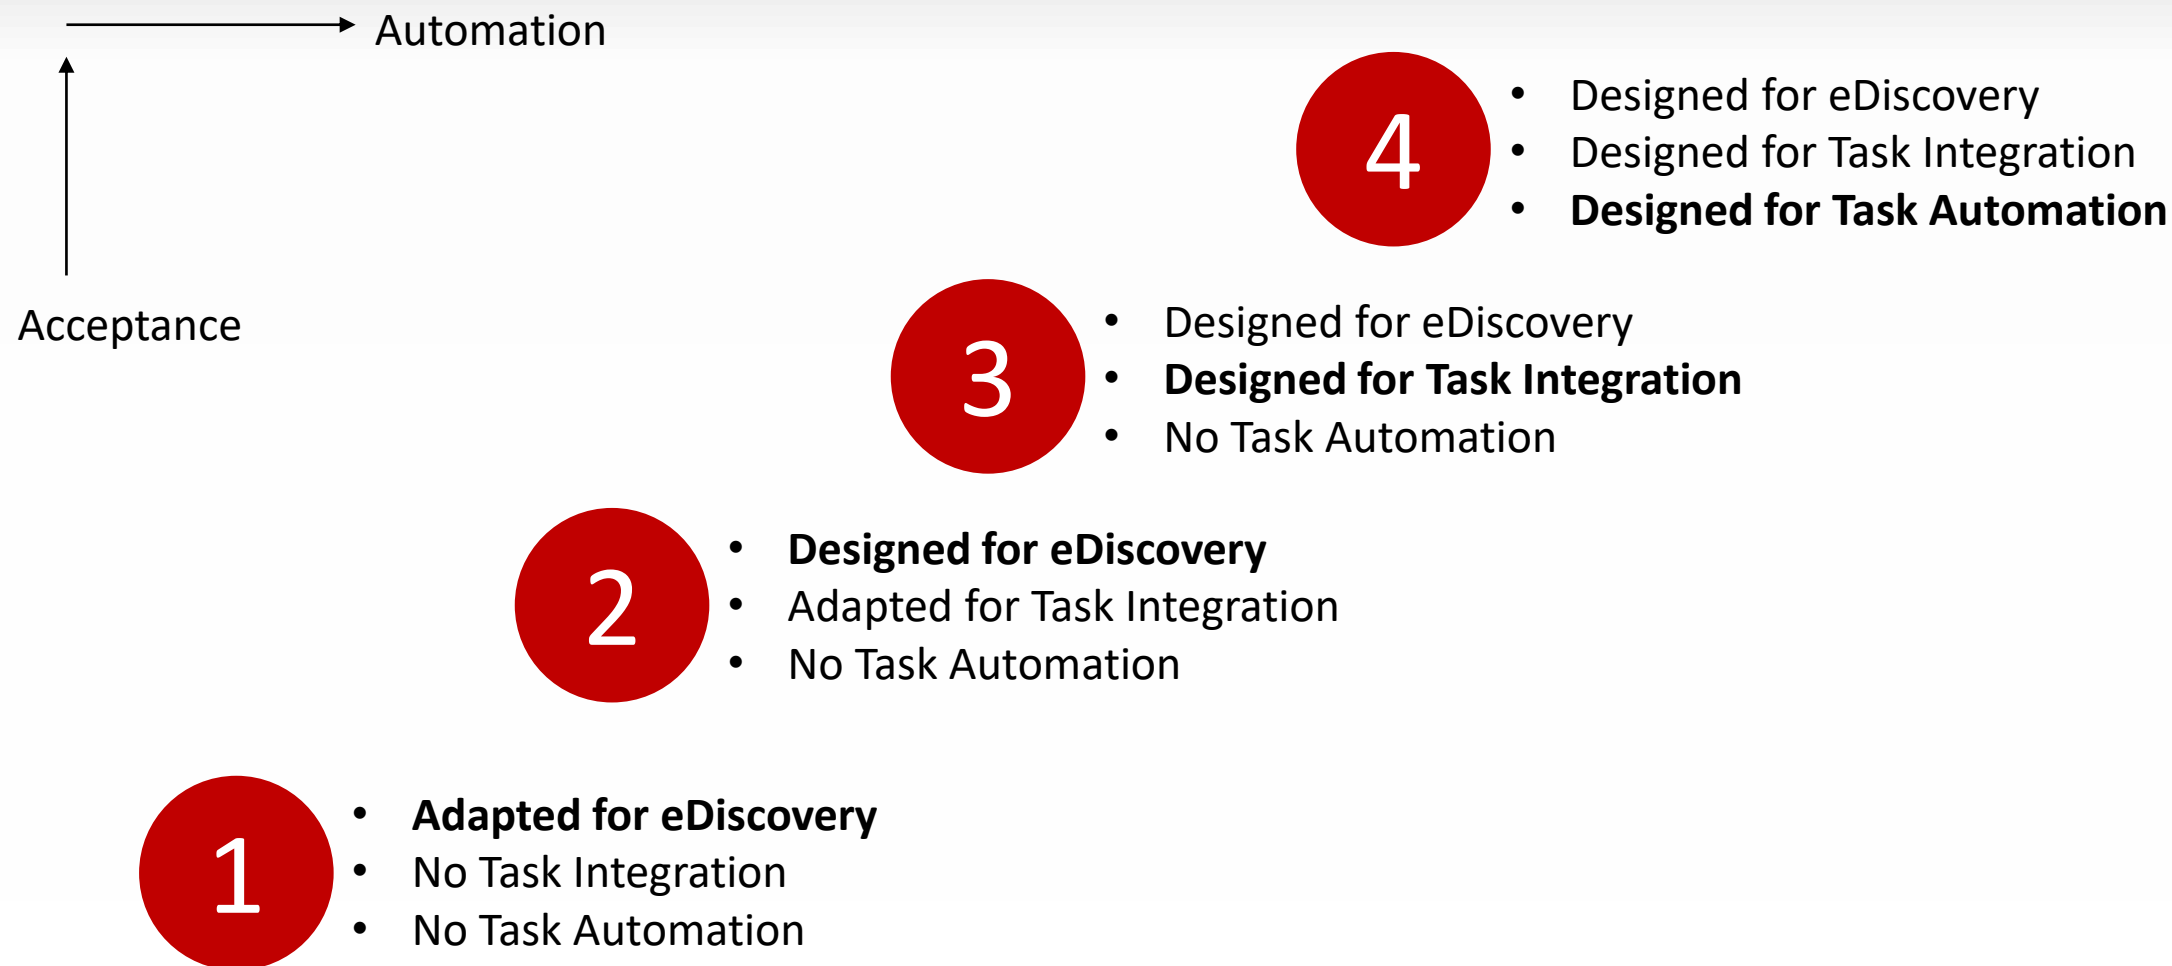 Automation
Acceptance
4
• Designed for eDiscovery
• Designed for Task Integration
• Designed for Task Automation
3
• Designed for eDiscovery
• Designed for Task Integration
• No Task Automation
2
• Designed for eDiscovery
• Adapted for Task Integration
• No Task Automation
1
• Adapted for eDiscovery
• No Task Integration
• No Task Automation